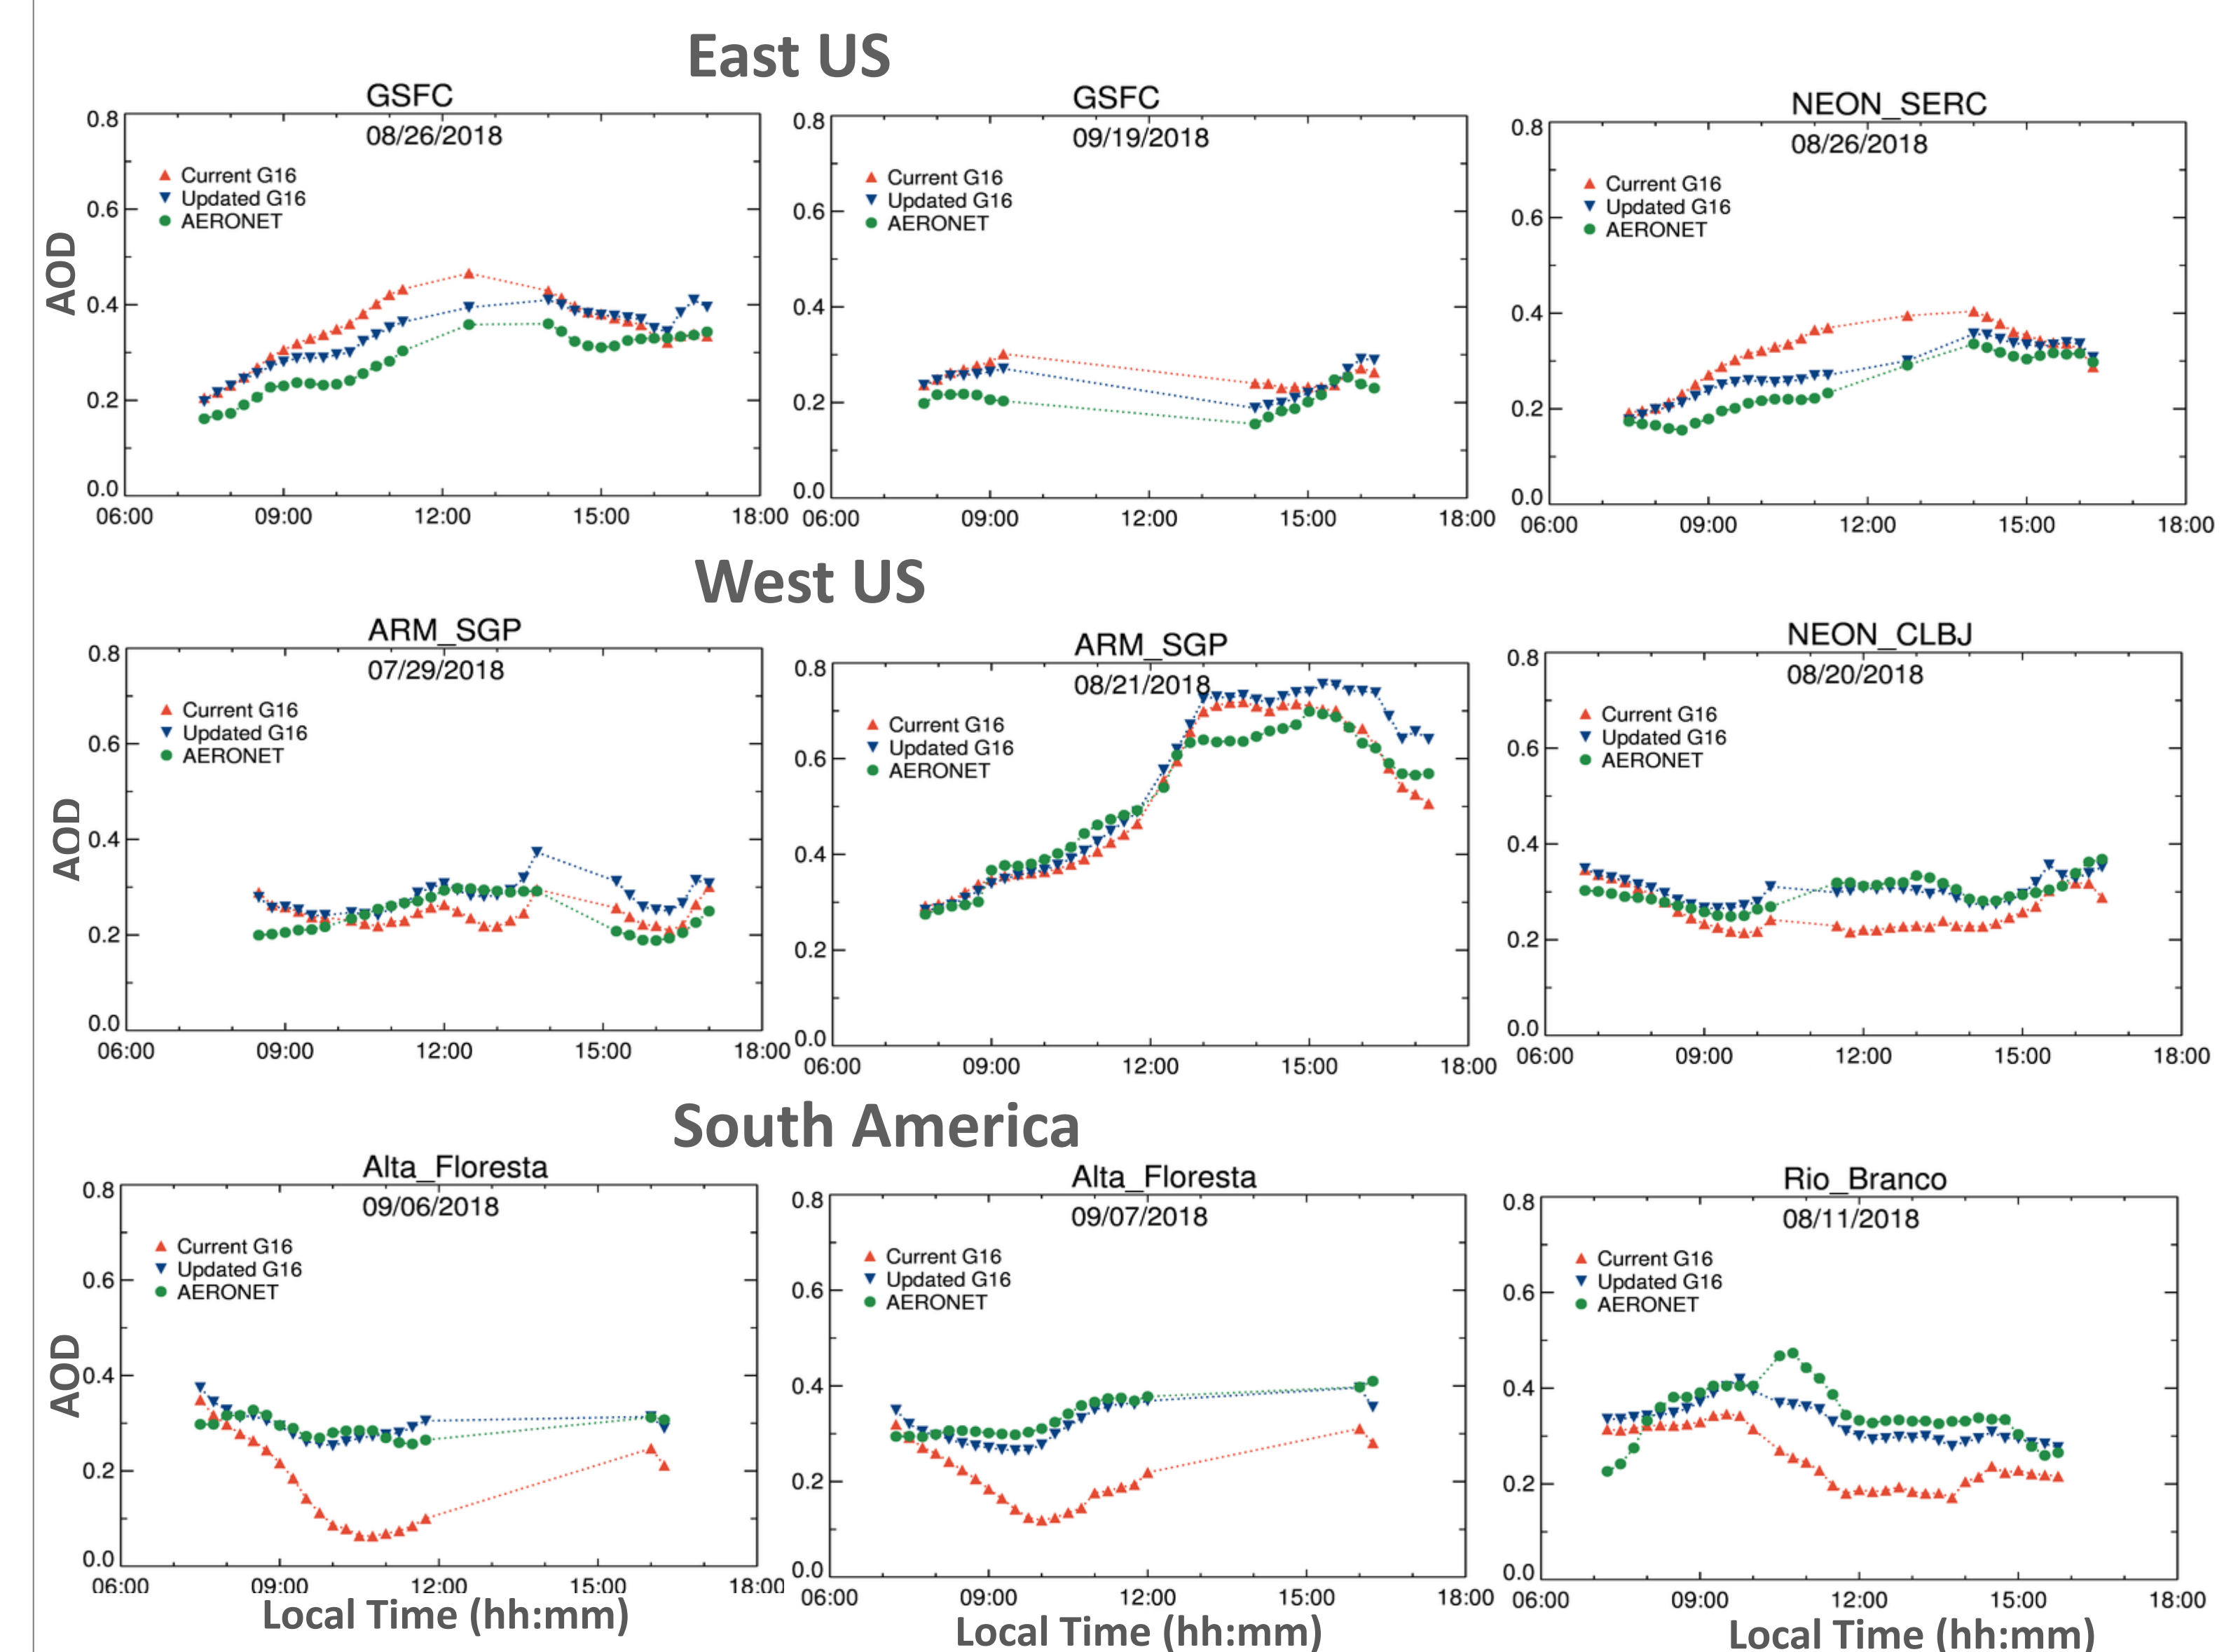 East US
GSFC
08/26/2018
Current G16
Updated G16
AERONET
AOD
0.8
0.6
0.4
0.2
0.0
06:00 09:00 12:00 15:00 18:00
GSFC
09/19/2018
Current G16
Updated G16
AERONET
0.8
0.6
0.4
0.2
0.0
06:00 09:00 12:00 15:00 18:00
NEON_SERC
08/26/2018
Current G16
Updated G16
AERONET
0.8
0.6
0.4
0.2
0.0
06:00 09:00 12:00 15:00 18:00
West US
ARM_SGP
07/29/2018
Current G16
Updated G16
AERONET
AOD
0.8
0.6
0.4
0.2
0.0
06:00 09:00 12:00 15:00 18:00
ARM_SGP
08/21/2018
Current G16
Updated G16
AERONET
0.8
0.6
0.4
0.2
0.0
06:00 09:00 12:00 15:00 18:00
NEON_CLBJ
08/20/2018
Current G16
Updated G16
AERONET
0.8
0.6
0.4
0.2
0.0
06:00 09:00 12:00 15:00 18:00
South America
Alta_Floresta
09/06/2018
Current G16
Updated G16
AERONET
AOD
0.8
0.6
0.4
0.2
0.0
06:00 09:00 12:00 15:00 18:00
Local Time (hh:mm)
Alta_Floresta
09/07/2018
Current G16
Updated G16
AERONET
0.8
0.6
0.4
0.2
0.0
06:00 09:00 12:00 15:00 18:00
Local Time (hh:mm)
Rio_Branco
08/11/2018
Current G16
Updated G16
AERONET
0.8
0.6
0.4
0.2
0.0
06:00 09:00 12:00 15:00 18:00
Local Time (hh:mm)